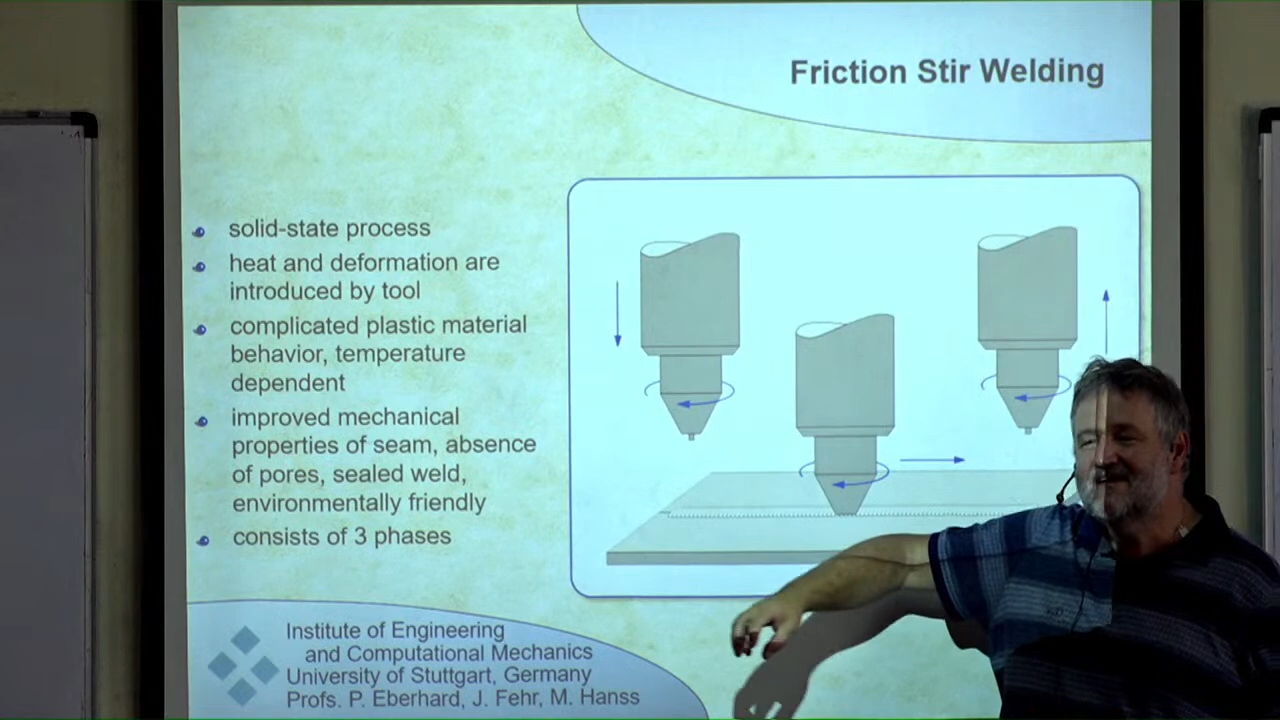 Friction Stir Welding
solid-state process
heat and deformation are
introduced by tool
complicated plastic material
behavior, temperature
dependent
improved mechanical
properties of seam, absence
of pores, sealed weld,
environmentally friendly
consists of 3 phases
Institute of Engineering
and Computational Mechanics
University of Stuttgart, Germany
Profs. P. Eberhard, J. Fehr, M. Hanss